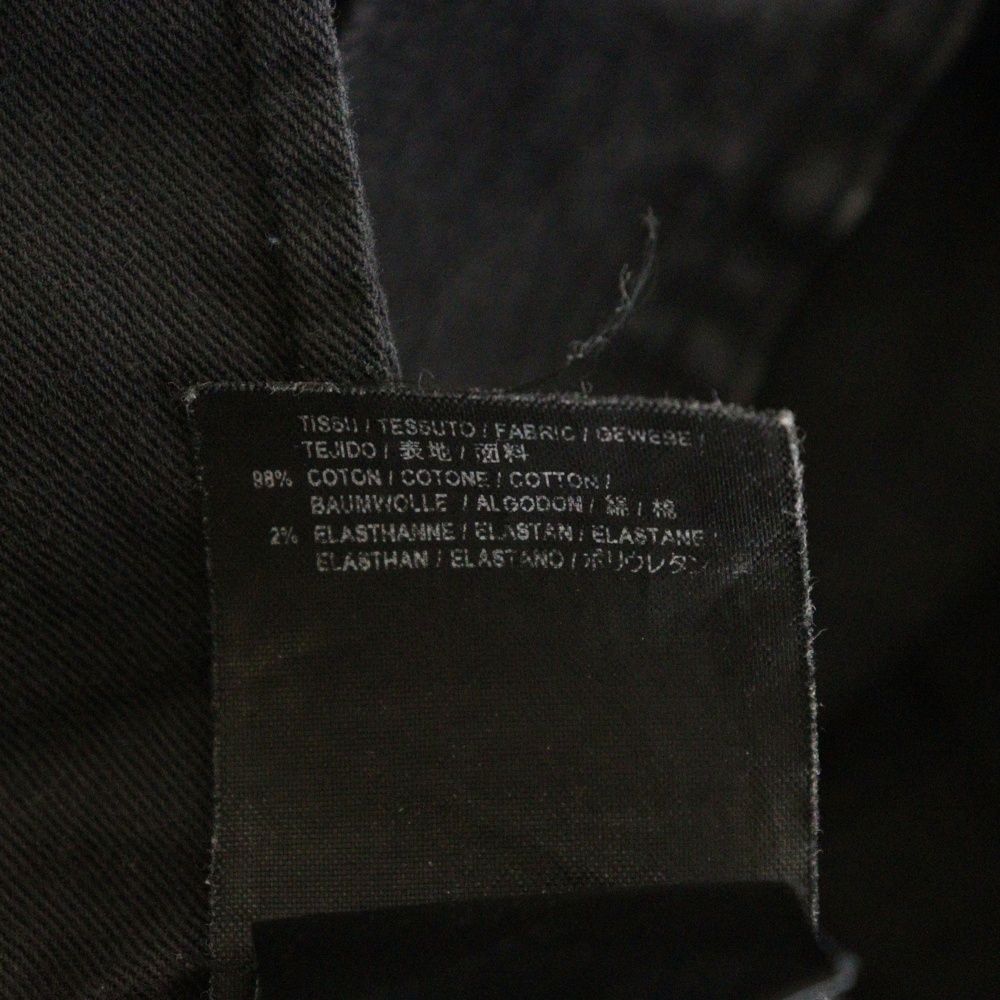 TISSU / TESSUTO / FABRIC / GEWEBE /
TEJIDO / 表地 / 面料
98% COTON / COTONE / COTTON /
BAUMWOLLE / ALGODON / 綿 / 棉
2% ELASTHANNE / ELASTAN / ELASTANE /
ELASTHAN / ELASTANO / ポリウレタン